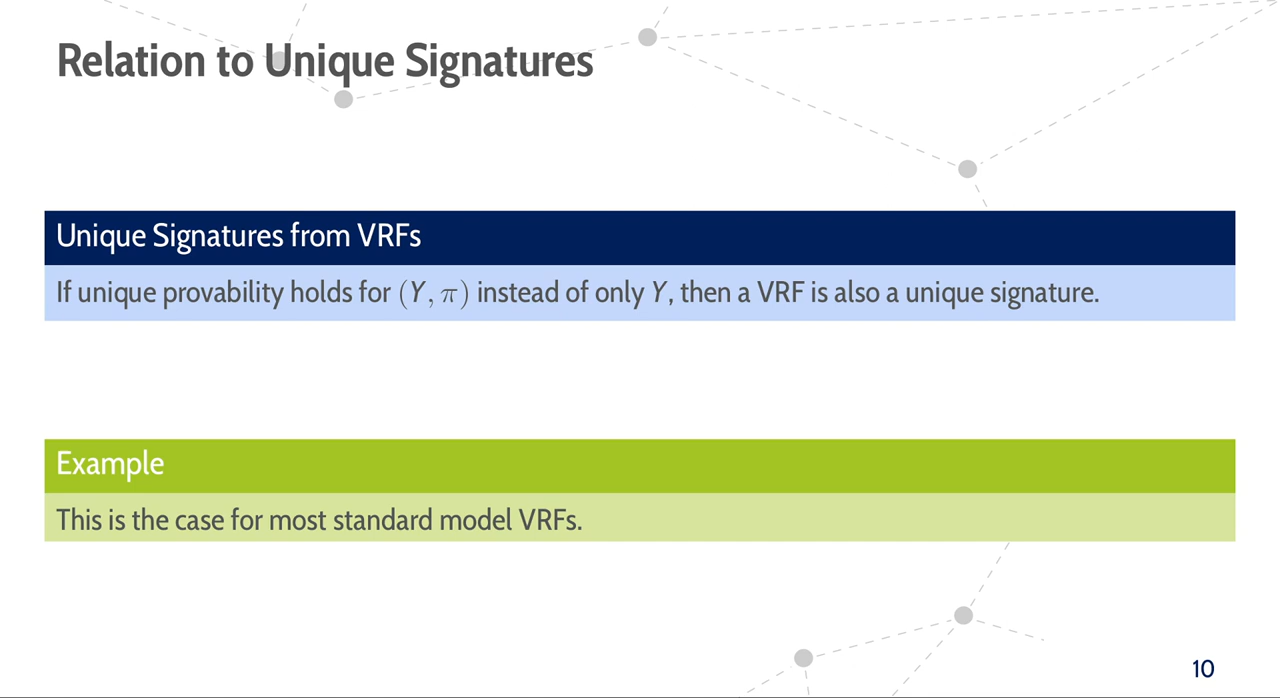 Relation to Unique Signatures
Unique Signatures from VRFs
If unique provability holds for (Y, π) instead of only Y, then a VRF is also a unique signature.
Example
This is the case for most standard model VRFs.
10